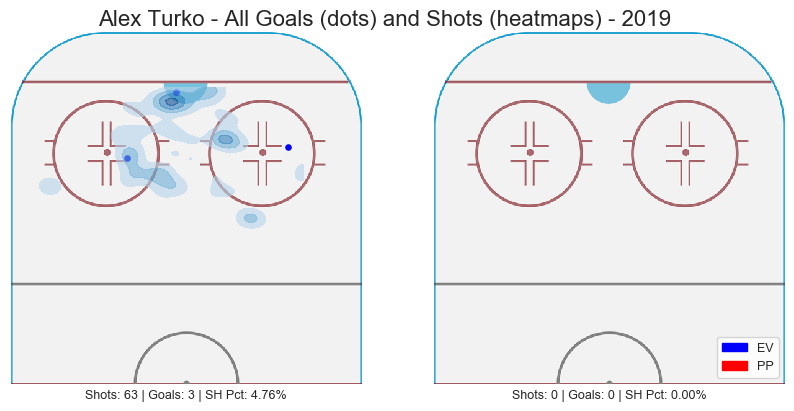 Alex Turko - All Goals (dots) and Shots (heatmaps) - 2019
EV
PP
Shots: 63 | Goals: 3 | SH Pct: 4.76%
Shots: 0 | Goals: 0 | SH Pct: 0.00%